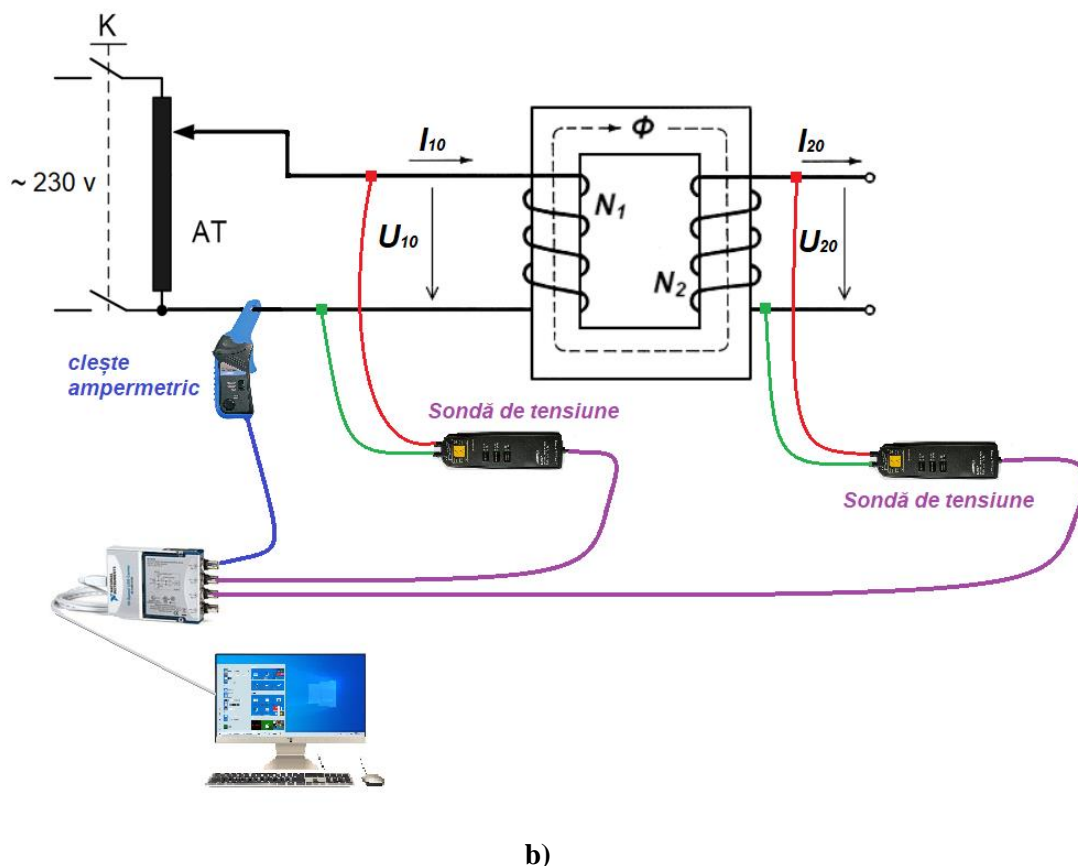 K
Φ
I10
I20
~ 230 v
AT
U10
N1
N2
U20
clește
ampermetric
Sondă de tensiune
Sondă de tensiune
b)